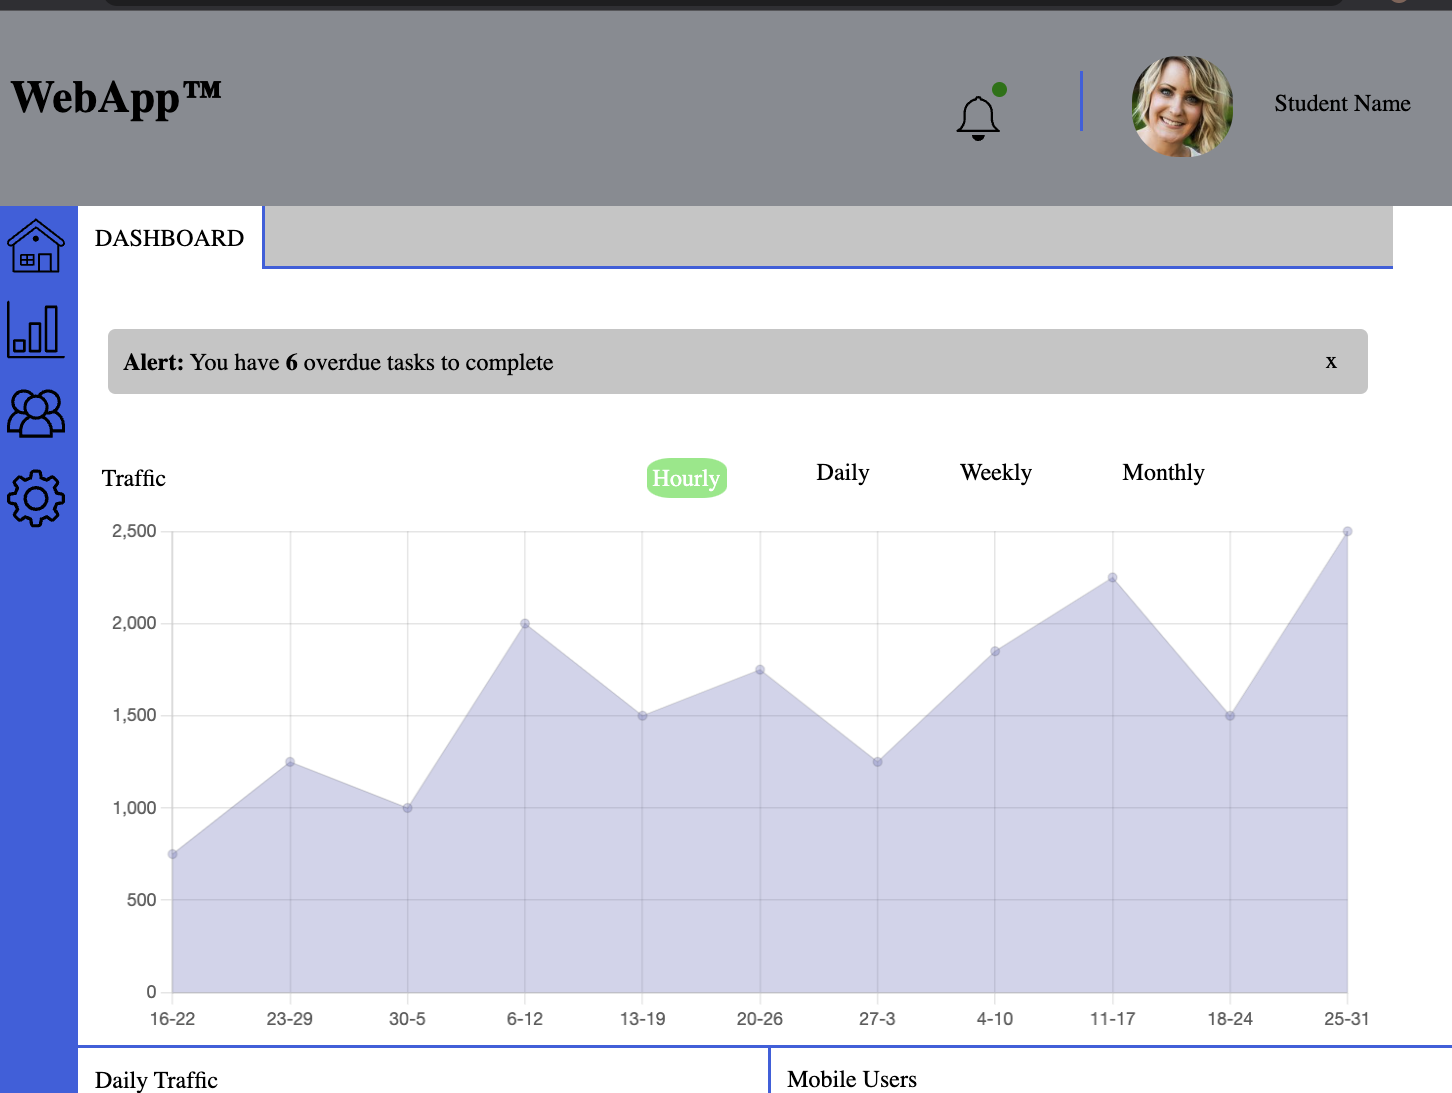 WebApp™
Student Name
DASHBOARD
Alert: You have 6 overdue tasks to complete
x
Traffic
Hourly
Daily
Weekly
Monthly
2,500
2,000
1,500
1,000
500
0
16-22
23-29
30-5
6-12
13-19
20-26
27-3
4-10
11-17
18-24
25-31
Daily Traffic
Mobile Users